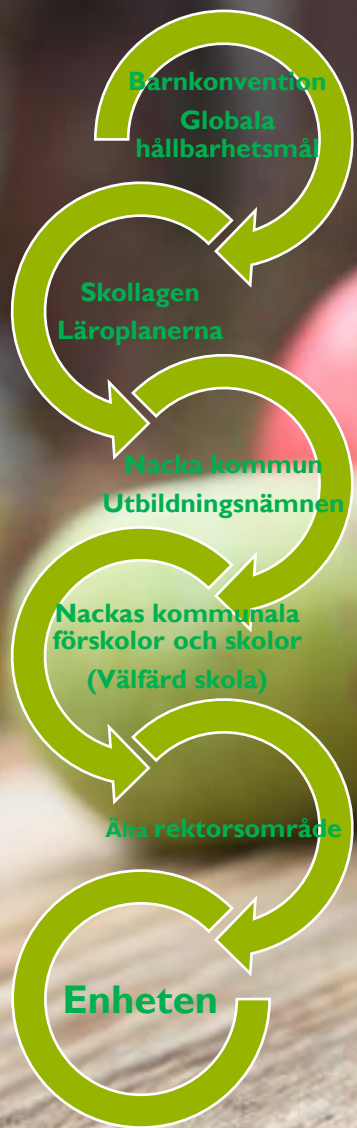 Barnkonvention
Globala
hållbarhetsmål
Skollagen
Läroplanerna
Nacka kommun
Utbildningsnämnen
Nackas kommunala
förskolor och skolor
(Välfärd skola)
Älta rektorsområde
Enheten